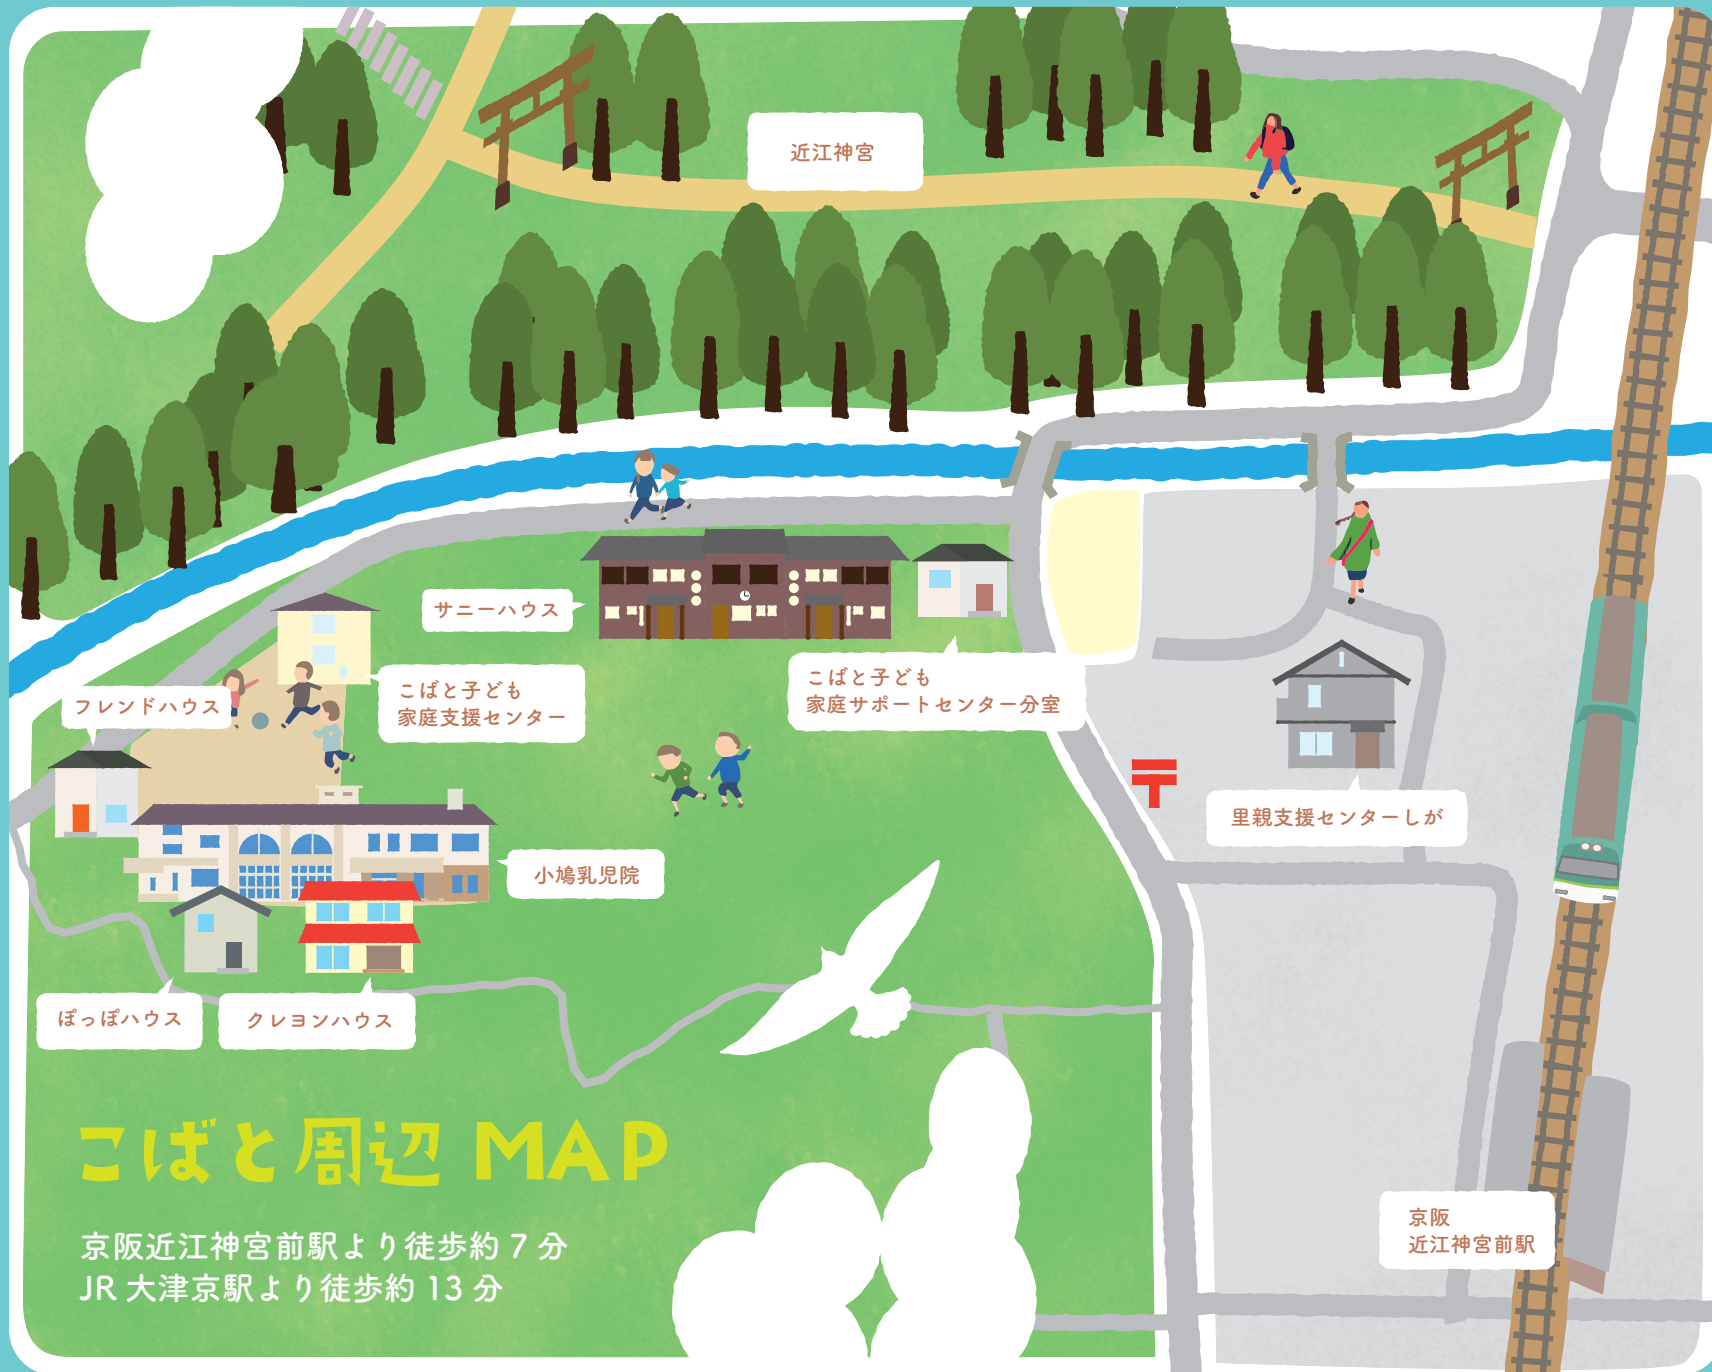 近江神宮
サニーハウス
こばと子ども
家庭サポートセンター分室
こばと子ども
家庭支援センター
フレンドハウス
里親支援センターしが
小鳩乳児院
ぽっぽハウス
クレヨンハウス
こばと周辺 MAP
京阪
近江神宮前駅
京阪近江神宮前駅より徒歩約 7 分
JR 大津京駅より徒歩約 13 分